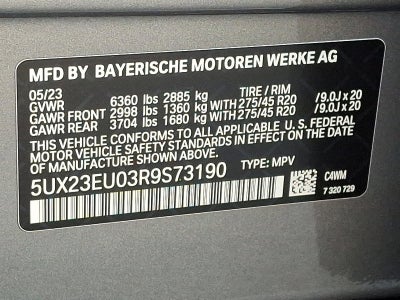 MFD BY BAYERISCHE MOTOREN WERKE AG
05/23 TIRE / RIM
GVWR 6360 lbs 2885 kg
GAWR FRONT 2998 lbs 1360 kg WITH 275/45 R20 /9.0J x 20
GAWR REAR 3704 lbs 1680 kg WITH 275/45 R20 /9.0J x 20
THIS VEHICLE CONFORMS TO ALL APPLICABLE FEDERAL
MOTOR VEHICLE SAFETY STANDARDS IN EFFECT ON THE DATE
OF MANUFACTURE SHOWN ABOVE.
5UX23EU03R9S73190 TYPE: MPV
C4WM
7 320 729